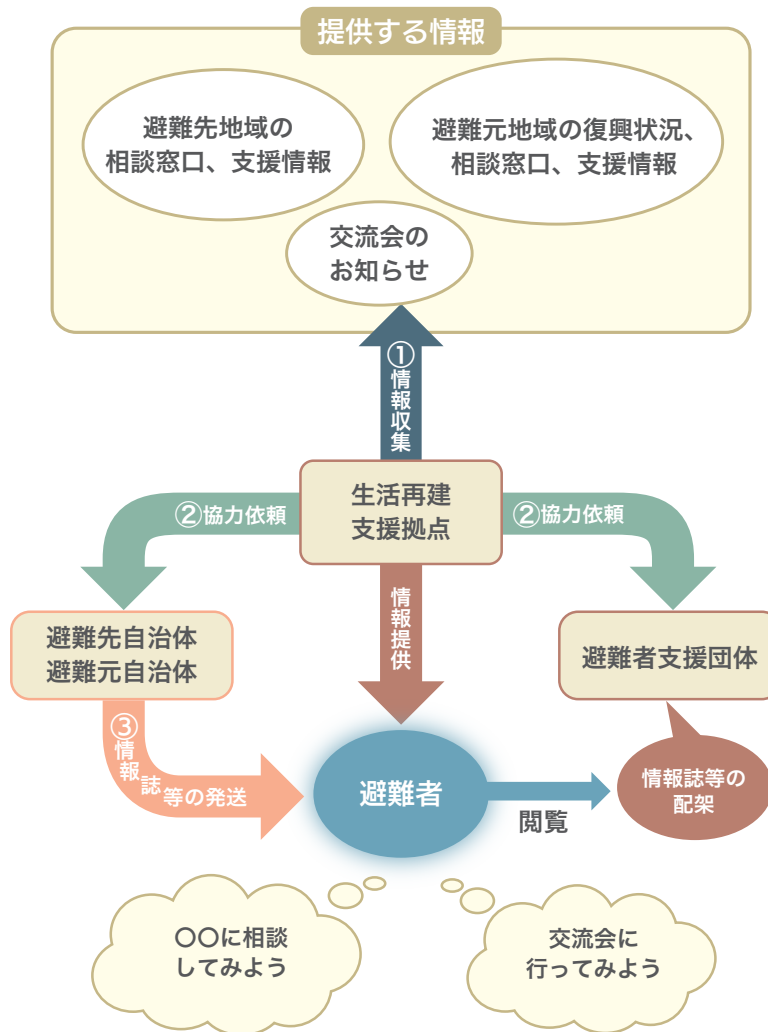 提供する情報
避難先地域の
相談窓口、支援情報
避難元地域の復興状況、
相談窓口、支援情報
交流会の
お知らせ
①情報収集
生活再建
支援拠点
②協力依頼
②協力依頼
情報提供
避難先自治体
避難元自治体
避難者支援団体
③情報誌等の発送
避難者
閲覧
情報誌等の
配架
〇〇に相談
してみよう
交流会に
行ってみよう